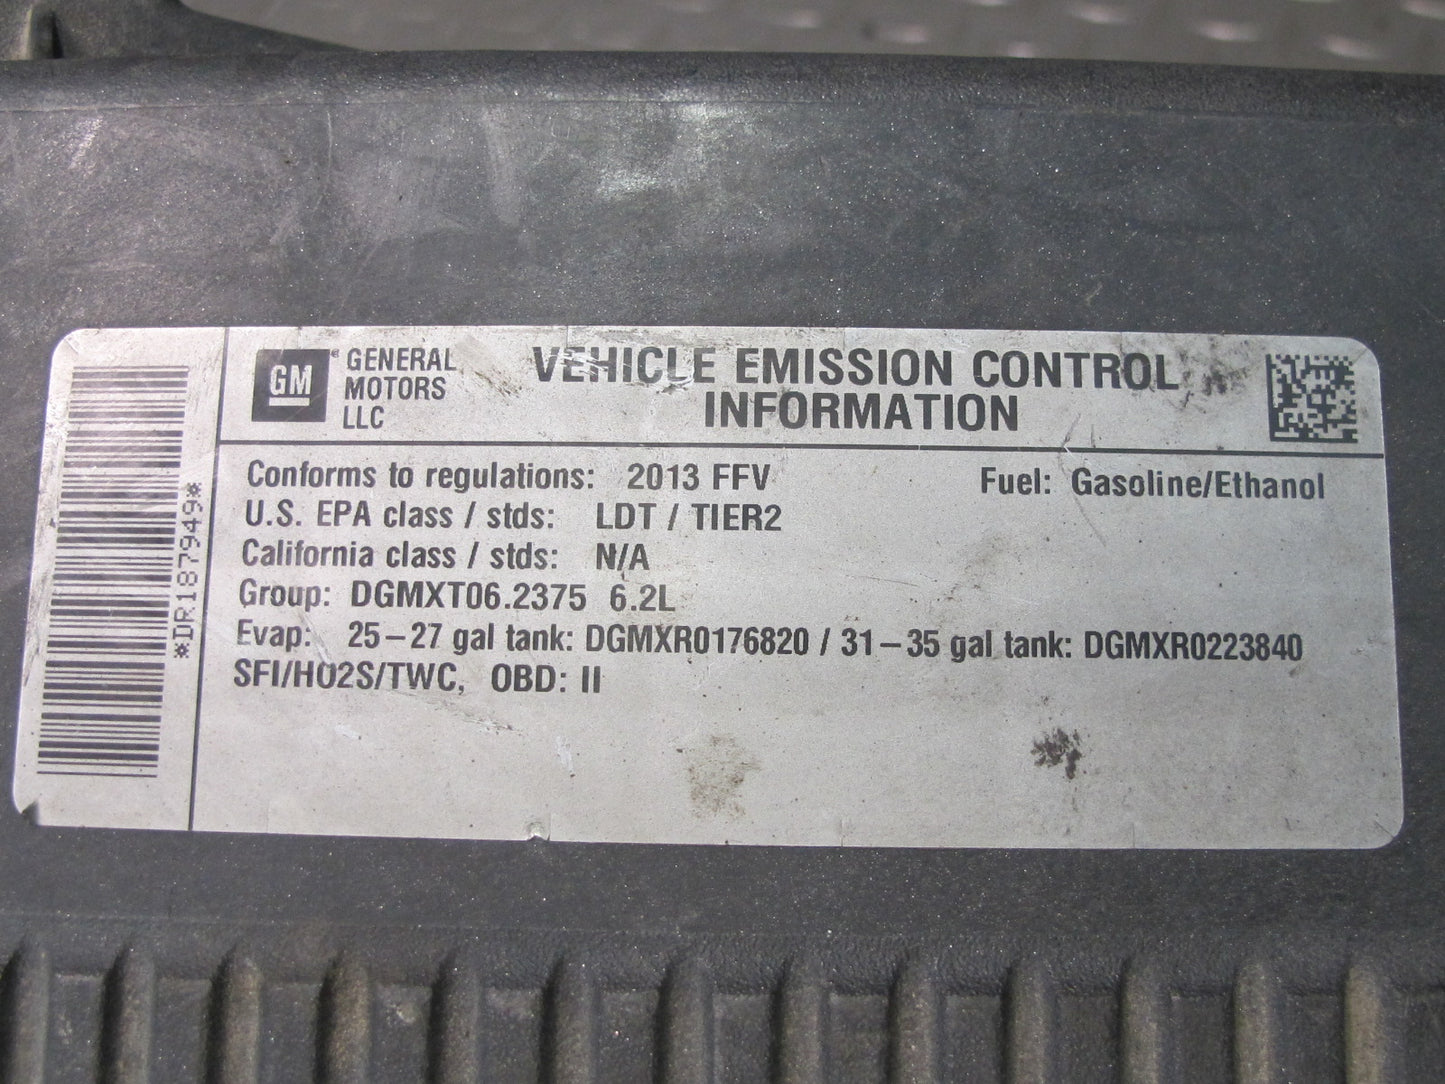 *DR187949*
GM
GENERAL
MOTORS
LLC
VEHICLE EMISSION CONTROL
INFORMATION
Conforms to regulations: 2013 FFV Fuel: Gasoline/Ethanol
U.S. EPA class / stds: LDT / TIER2
California class / stds: N/A
Group: DGMXT06.2375 6.2L
Evap: 25-27 gal tank: DGMXR0176820 / 31-35 gal tank: DGMXR0223840
SFI/HO2S/TWC, OBD: II